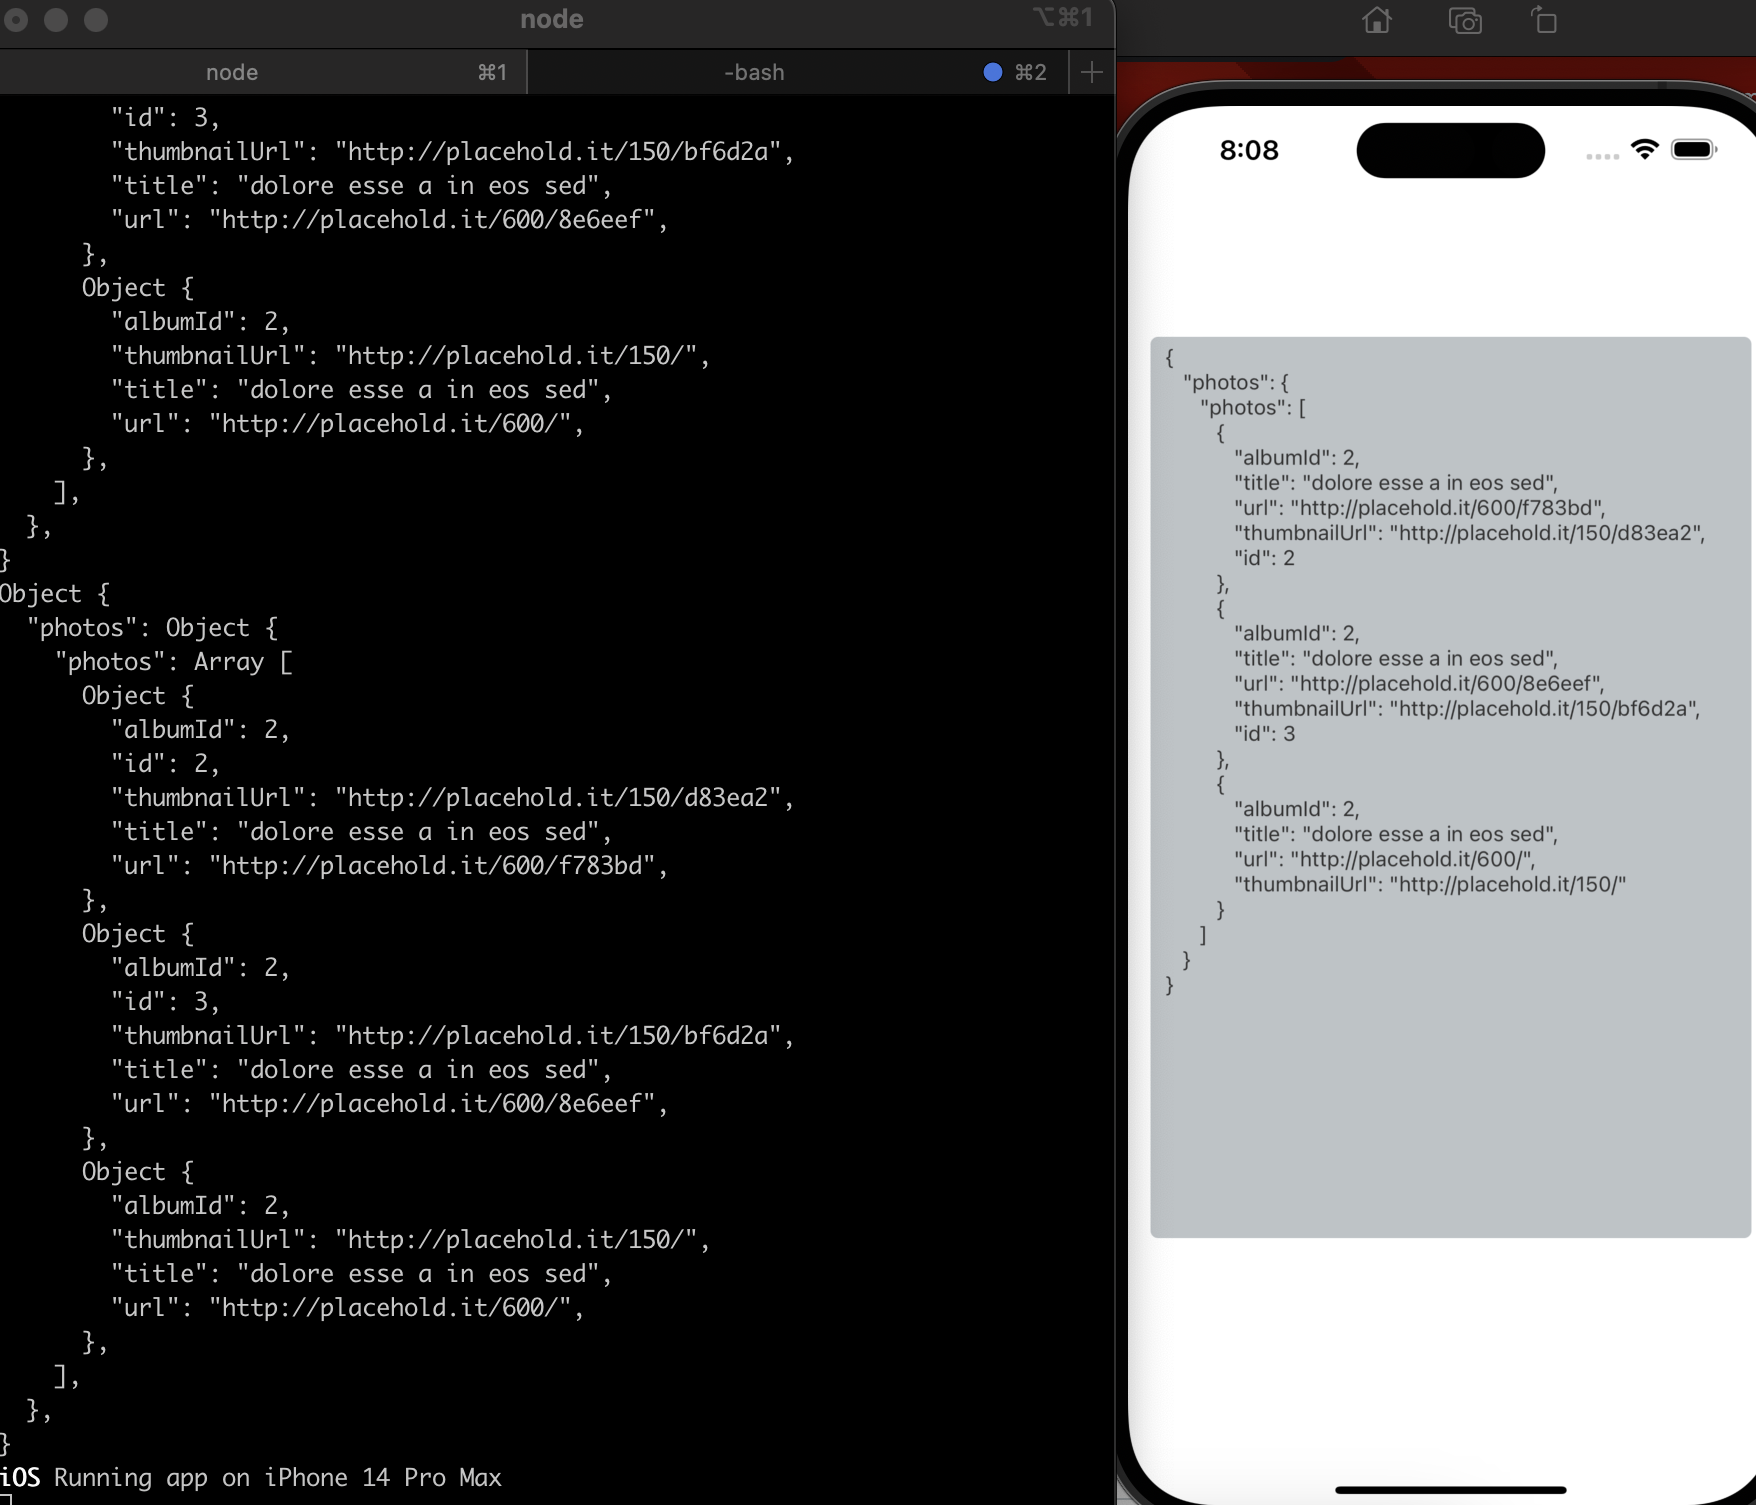 node
⌥⌘1
node ⌘1
-bash ⌘2
"id": 3,
"thumbnailUrl": "http://placehold.it/150/bf6d2a",
"title": "dolore esse a in eos sed",
"url": "http://placehold.it/600/8e6eef",
},
Object {
"albumId": 2,
"thumbnailUrl": "http://placehold.it/150/",
"title": "dolore esse a in eos sed",
"url": "http://placehold.it/600/",
},
],
},
}
Object {
"photos": Object {
"photos": Array [
Object {
"albumId": 2,
"id": 2,
"thumbnailUrl": "http://placehold.it/150/d83ea2",
"title": "dolore esse a in eos sed",
"url": "http://placehold.it/600/f783bd",
},
Object {
"albumId": 2,
"id": 3,
"thumbnailUrl": "http://placehold.it/150/bf6d2a",
"title": "dolore esse a in eos sed",
"url": "http://placehold.it/600/8e6eef",
},
Object {
"albumId": 2,
"thumbnailUrl": "http://placehold.it/150/",
"title": "dolore esse a in eos sed",
"url": "http://placehold.it/600/",
},
],
},
}
iOS Running app on iPhone 14 Pro Max
8:08
{
"photos": {
"photos": [
{
"albumId": 2,
"title": "dolore esse a in eos sed",
"url": "http://placehold.it/600/f783bd",
"thumbnailUrl": "http://placehold.it/150/d83ea2",
"id": 2
},
{
"albumId": 2,
"title": "dolore esse a in eos sed",
"url": "http://placehold.it/600/8e6eef",
"thumbnailUrl": "http://placehold.it/150/bf6d2a",
"id": 3
},
{
"albumId": 2,
"title": "dolore esse a in eos sed",
"url": "http://placehold.it/600/",
"thumbnailUrl": "http://placehold.it/150/"
}
]
}
}